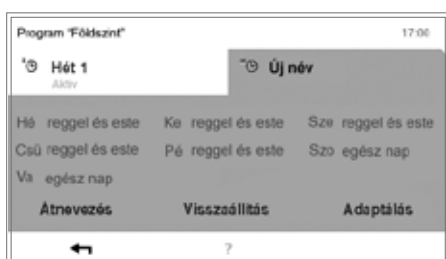 Program "Földszint" 17:06
Hét 1 Új név
Aktív
Hé reggel és este Ke reggel és este Sze reggel és este
Csü reggel és este Pé reggel és este Szo egész nap
Va egész nap
Átnevezés Visszaállítás Adaptálás
?